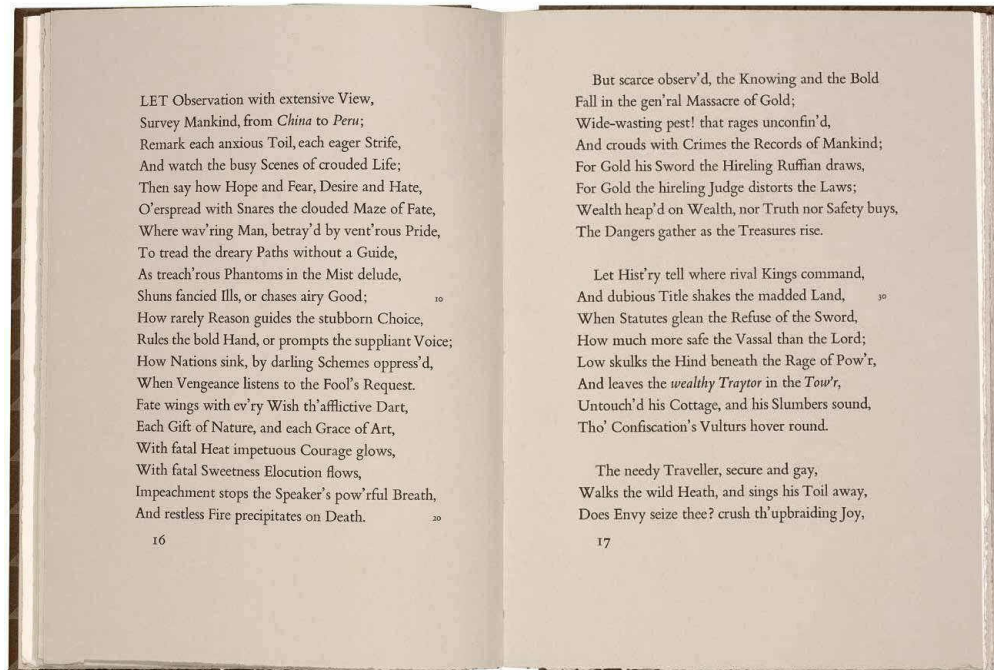 LET Observation with extensive View,
Survey Mankind, from China to Peru;
Remark each anxious Toil, each eager Strife,
And watch the busy Scenes of crouded Life;
Then say how Hope and Fear, Desire and Hate,
O'erspread with Snares the clouded Maze of Fate,
Where wav'ring Man, betray'd by vent'rous Pride,
To tread the dreary Paths without a Guide,
As treach'rous Phantoms in the Mist delude,
Shuns fancied Ills, or chases airy Good; 10
How rarely Reason guides the stubborn Choice,
Rules the bold Hand, or prompts the suppliant Voice;
How Nations sink, by darling Schemes oppress'd,
When Vengeance listens to the Fool's Request.
Fate wings with ev'ry Wish th'afflictive Dart,
Each Gift of Nature, and each Grace of Art,
With fatal Heat impetuous Courage glows,
With fatal Sweetness Elocution flows,
Impeachment stops the Speaker's pow'rful Breath,
And restless Fire precipitates on Death. 20
16
But scarce observ'd, the Knowing and the Bold
Fall in the gen'ral Massacre of Gold;
Wide-wasting pest! that rages unconfin'd,
And crouds with Crimes the Records of Mankind;
For Gold his Sword the Hireling Ruffian draws,
For Gold the hireling Judge distorts the Laws;
Wealth heap'd on Wealth, nor Truth nor Safety buys,
The Dangers gather as the Treasures rise.
Let Hist'ry tell where rival Kings command,
And dubious Title shakes the madded Land, 30
When Statutes glean the Refuse of the Sword,
How much more safe the Vassal than the Lord;
Low skulks the Hind beneath the Rage of Pow'r,
And leaves the wealthy Traytor in the Tow'r,
Untouch'd his Cottage, and his Slumbers sound,
Tho' Confiscation's Vulturs hover round.
The needy Traveller, secure and gay,
Walks the wild Heath, and sings his Toil away,
Does Envy seize thee? crush th'upbraiding Joy,
17